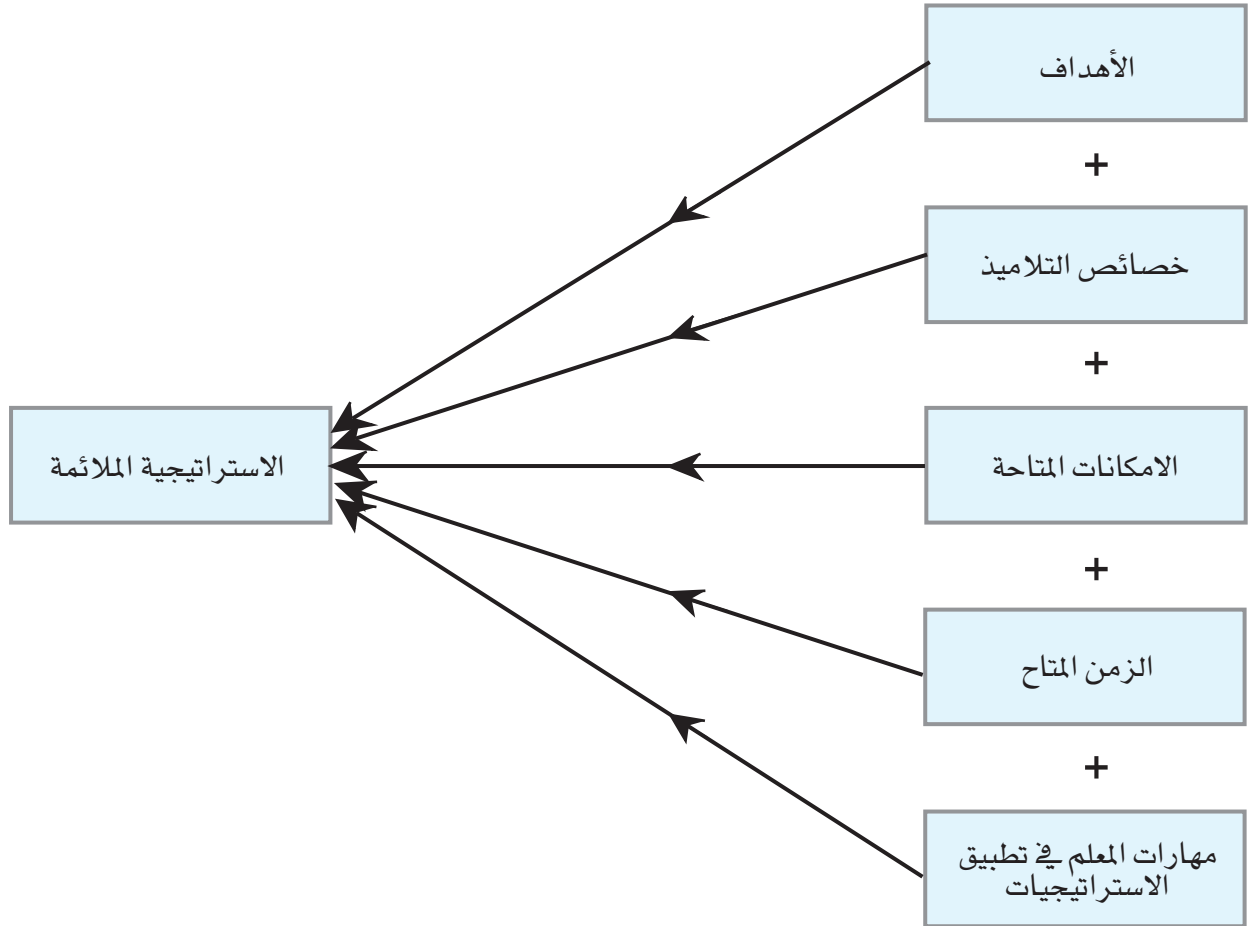 الأهداف
+
خصائص التلاميذ
+
الامكانات المتاحة
الاستراتيجية الملائمة
+
الزمن المتاح
+
مهارات المعلم في تطبيق
الاستراتيجيات